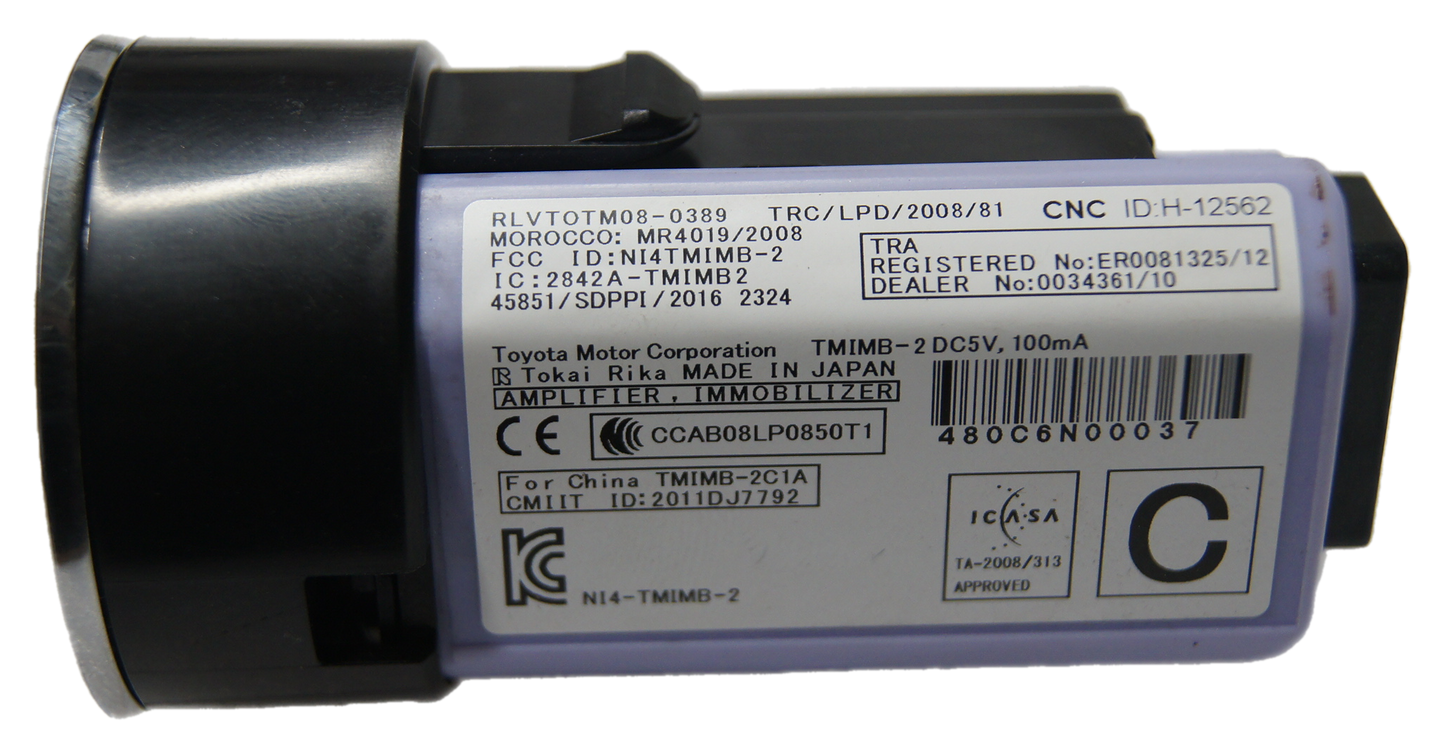 RLVTOTM08-0389 TRC/LPD/2008/81 CNC ID:H-12562
MOROCCO: MR4019/2008
FCC ID:NI4TMIMB-2
IC:2842A-TMIMB2
45851/SDPPI/2016 2324
TRA
REGISTERED No:ER0081325/12
DEALER No:0034361/10
Toyota Motor Corporation TMIMB-2 DC5V, 100mA
Tokai Rika MADE IN JAPAN
AMPLIFIER, IMMOBILIZER
CE
CCAB08LP0850T1
480C6N00037
For China TMIMB-2C1A
CMIIT ID:2011DJ7792
KC
NI4-TMIMB-2
ICASA
TA-2008/313
APPROVED
C